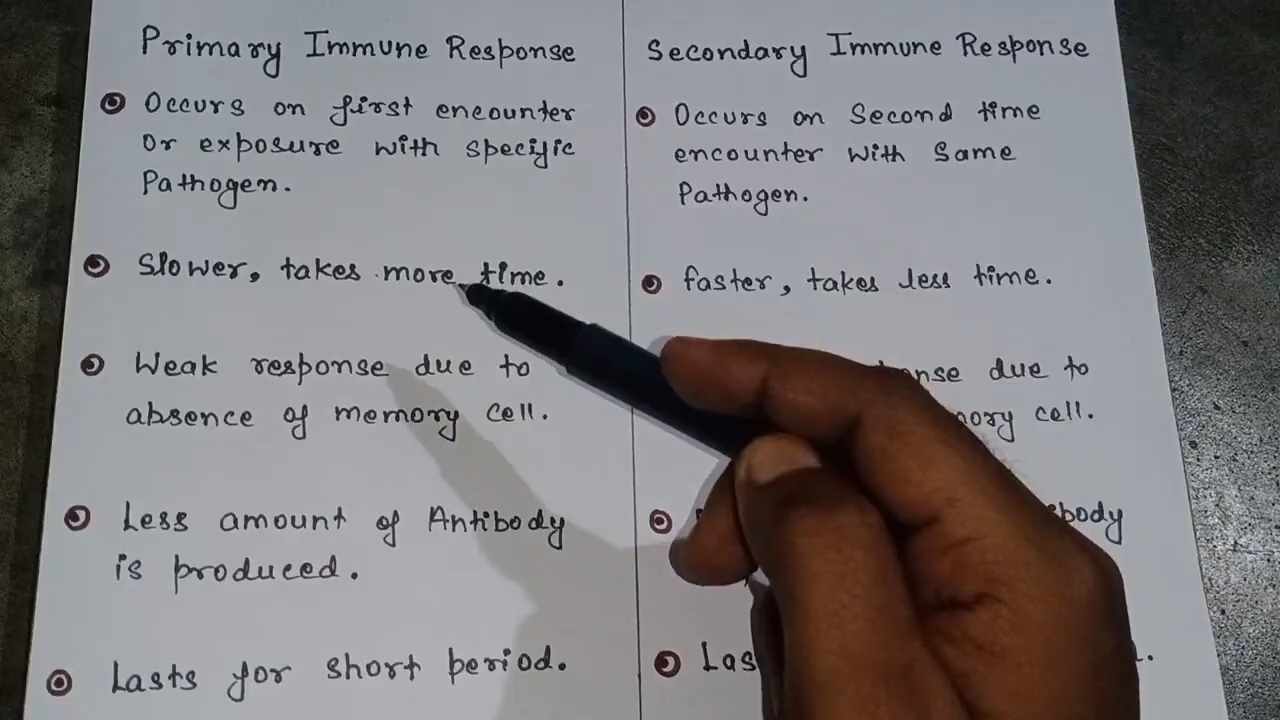 Primary Immune Response
Occurs on first encounter
Or exposure with specific
Pathogen.
Slower, takes more time.
Weak response due to
absence of memory cell.
Less amount of Antibody
is produced.
Lasts for short period.
Secondary Immune Response
Occurs on Second time
encounter with Same
Pathogen.
faster, takes less time.
due to
cell.